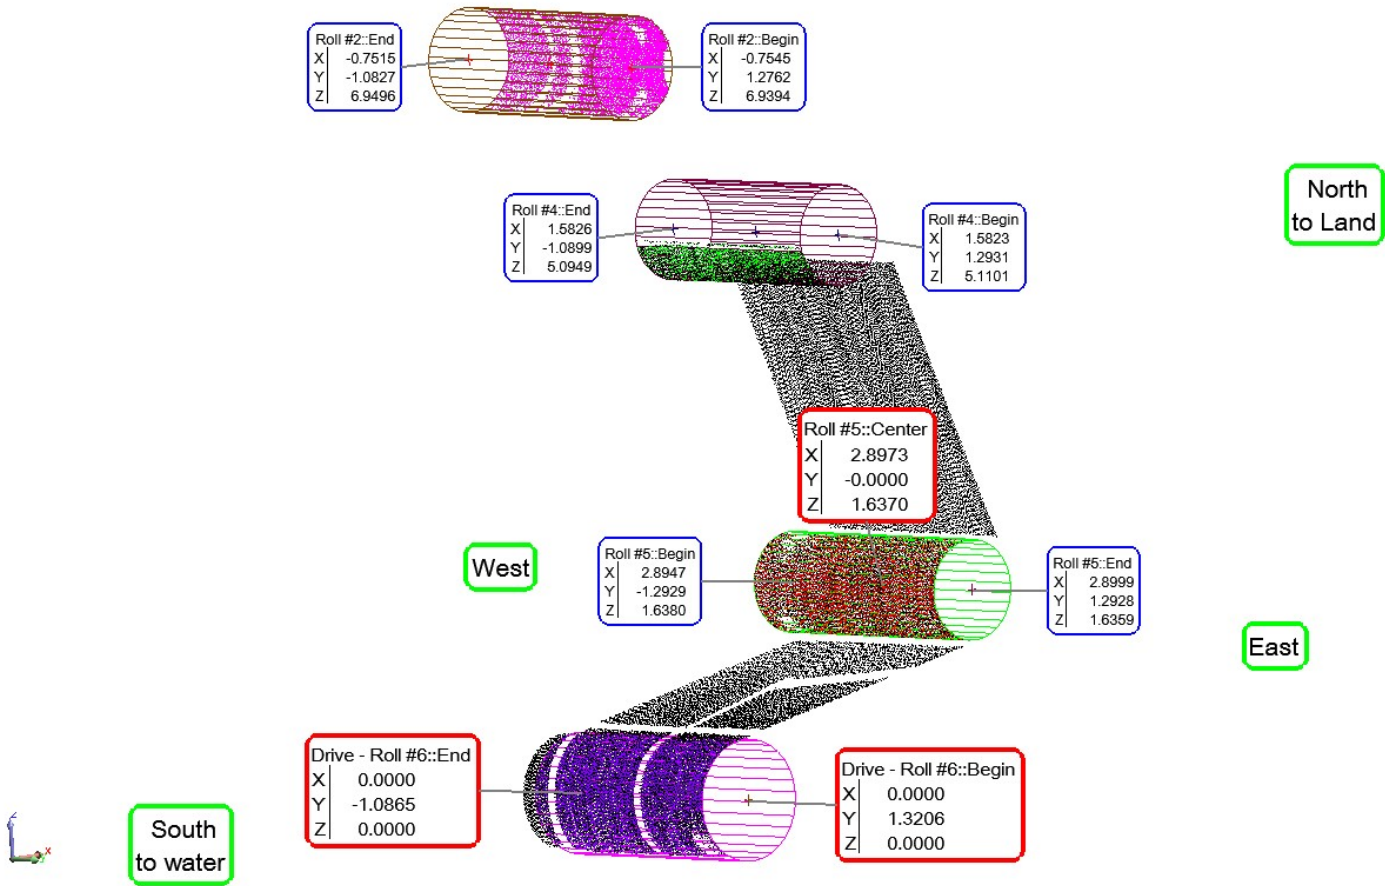 Roll #2::End
X -0.7515
Y -1.0827
Z 6.9496
Roll #2::Begin
X -0.7545
Y 1.2762
Z 6.9394
North
to Land
Roll #4::End
X 1.5826
Y -1.0899
Z 5.0949
Roll #4::Begin
X 1.5823
Y 1.2931
Z 5.1101
Roll #5::Center
X 2.8973
Y -0.0000
Z 1.6370
West
Roll #5::Begin
X 2.8947
Y -1.2929
Z 1.6380
Roll #5::End
X 2.8999
Y 1.2928
Z 1.6359
East
Drive - Roll #6::End
X 0.0000
Y -1.0865
Z 0.0000
Drive - Roll #6::Begin
X 0.0000
Y 1.3206
Z 0.0000
South
to water
Z
X